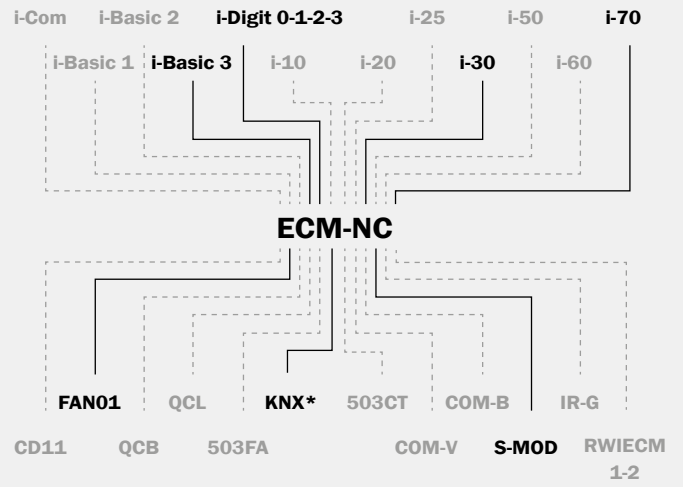 i-Com i-Basic 2 i-Digit 0-1-2-3 i-25 i-50 i-70
i-Basic 1 i-Basic 3 i-10 i-20 i-30 i-60
ECM-NC
FAN01 QCL KNX* 503CT COM-B IR-G
CD11 QCB 503FA COM-V S-MOD RWIECM
1-2